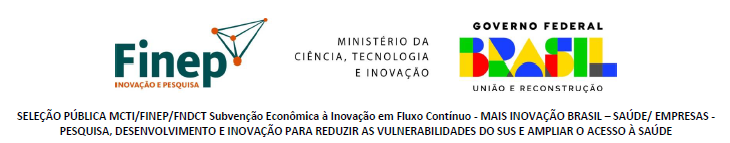 Finep
INOVAÇÃO E PESQUISA
MINISTÉRIO DA
CIÊNCIA, TECNOLOGIA
E INOVAÇÃO
GOVERNO FEDERAL
BRASIL
UNIÃO E RECONSTRUÇÃO
SELEÇÃO PÚBLICA MCTI/FINEP/FNDCT Subvenção Econômica à Inovação em Fluxo Contínuo - MAIS INOVAÇÃO BRASIL – SAÚDE/ EMPRESAS -
PESQUISA, DESENVOLVIMENTO E INOVAÇÃO PARA REDUZIR AS VULNERABILIDADES DO SUS E AMPLIAR O ACESSO À SAÚDE